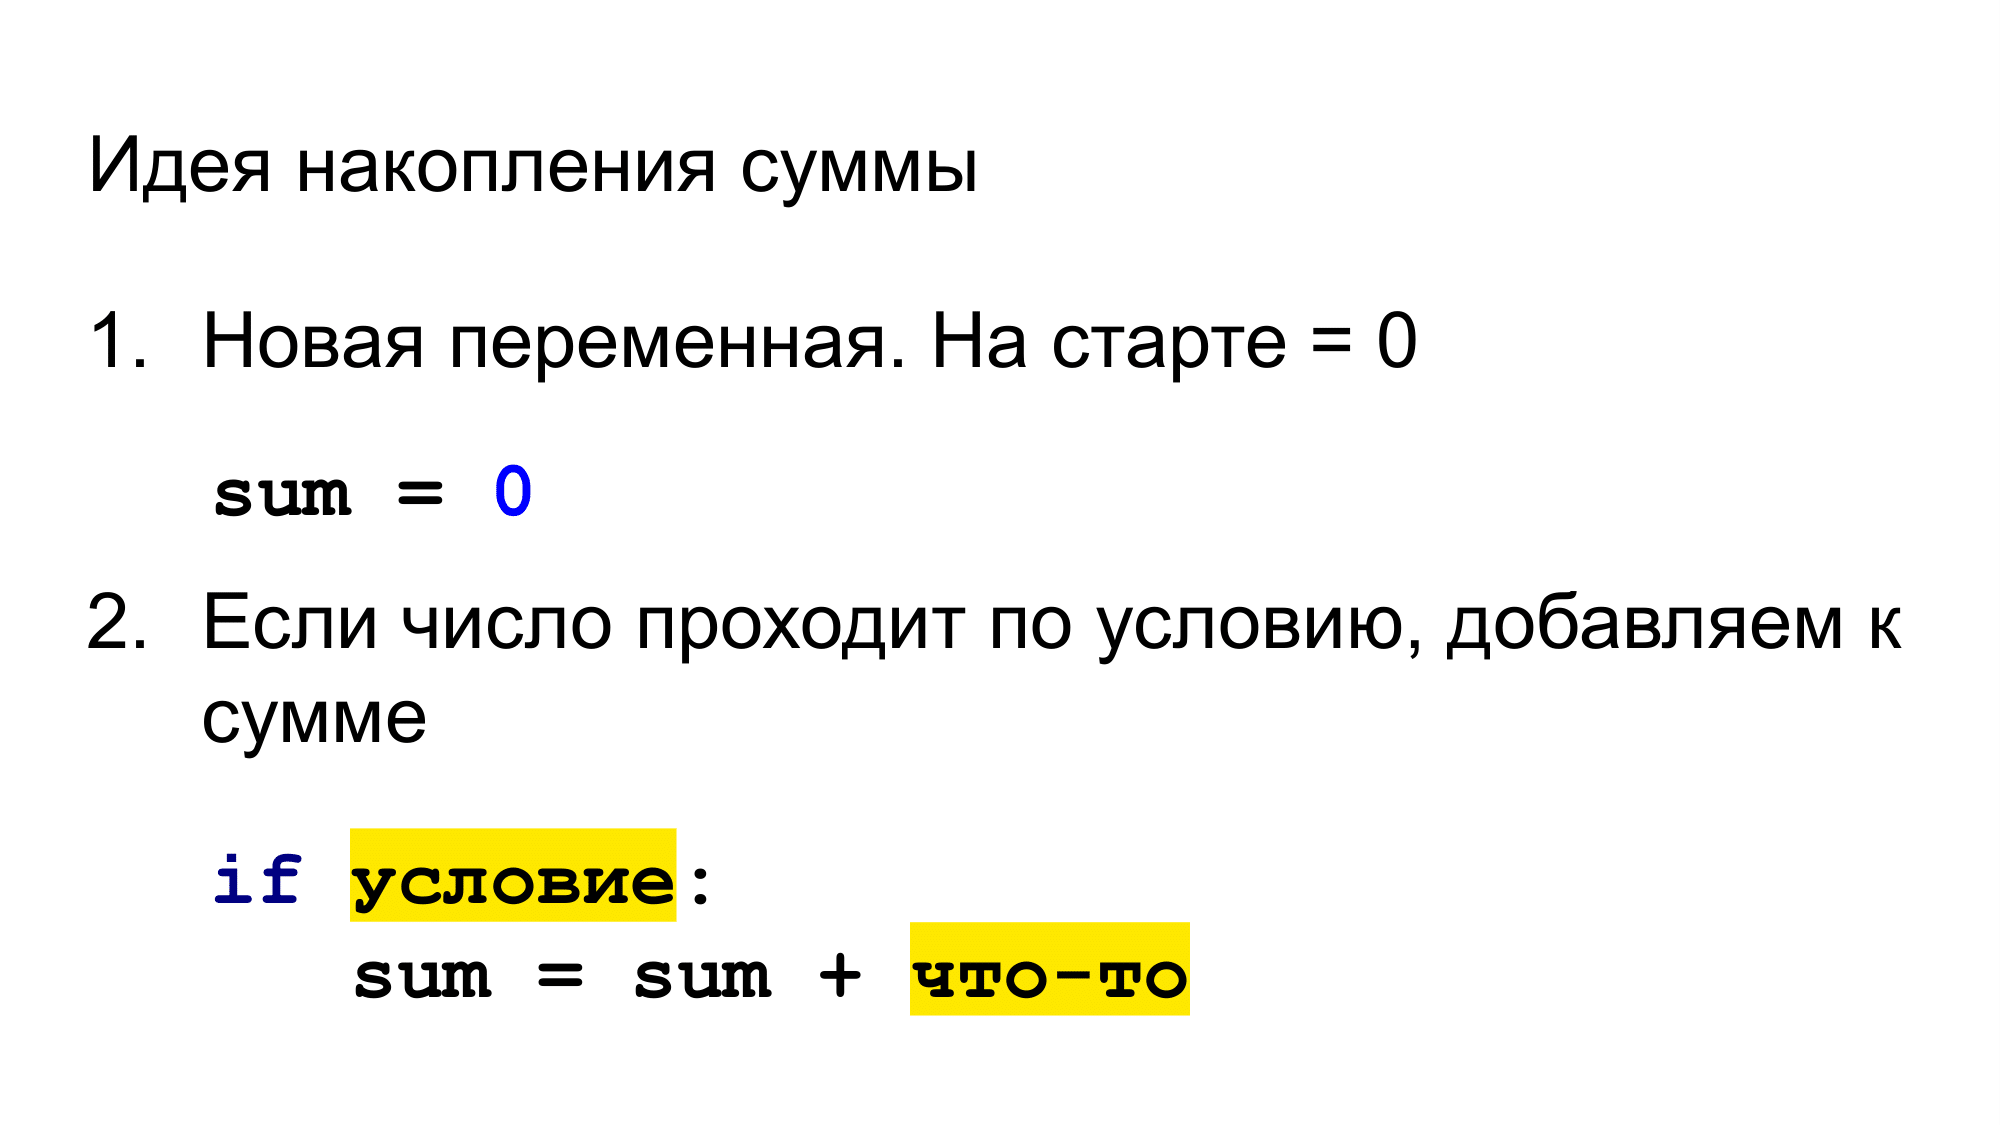 Идея накопления суммы
1. Новая переменная. На старте = 0
sum = 0
2. Если число проходит по условию, добавляем к
сумме
if условие:
sum = sum + что-то